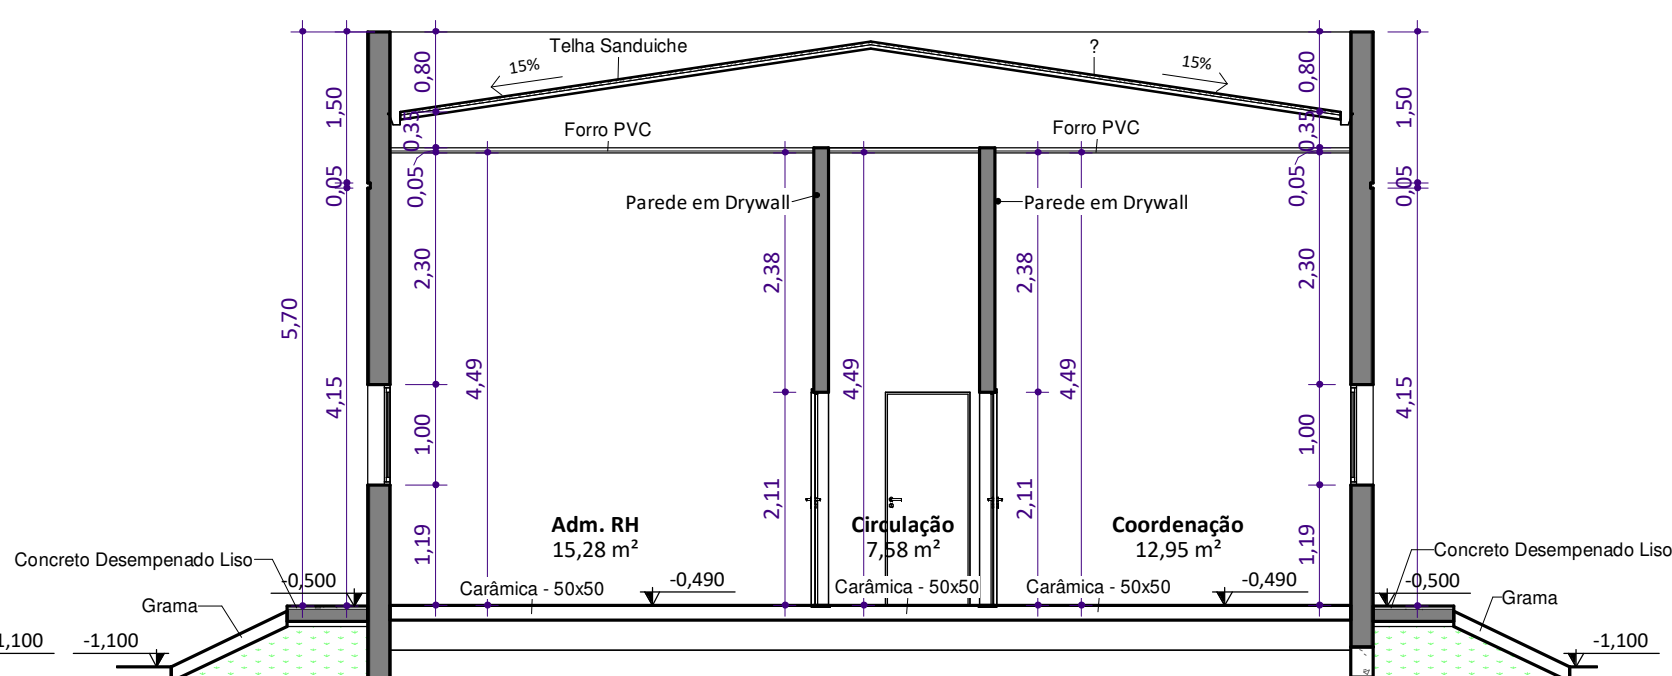 Telha Sanduiche
?
15%
15%
0,80
0,80
1,50
1,50
0,35
Forro PVC
Forro PVC
0,35
0,05
0,05
0,05
0,05
Parede em Drywall
Parede em Drywall
2,30
2,38
2,38
2,30
5,70
4,15
4,49
4,49
4,49
4,15
1,00
1,00
2,11
2,11
1,19
1,19
Adm. RH
15,28 m²
Circulação
7,58 m²
Coordenação
12,95 m²
Concreto Desempenado Liso
Concreto Desempenado Liso
-0,500
Carâmica - 50x50
-0,490
Carâmica - 50x50
Carâmica - 50x50
-0,490
-0,500
Grama
Grama
1,100
-1,100
-1,100